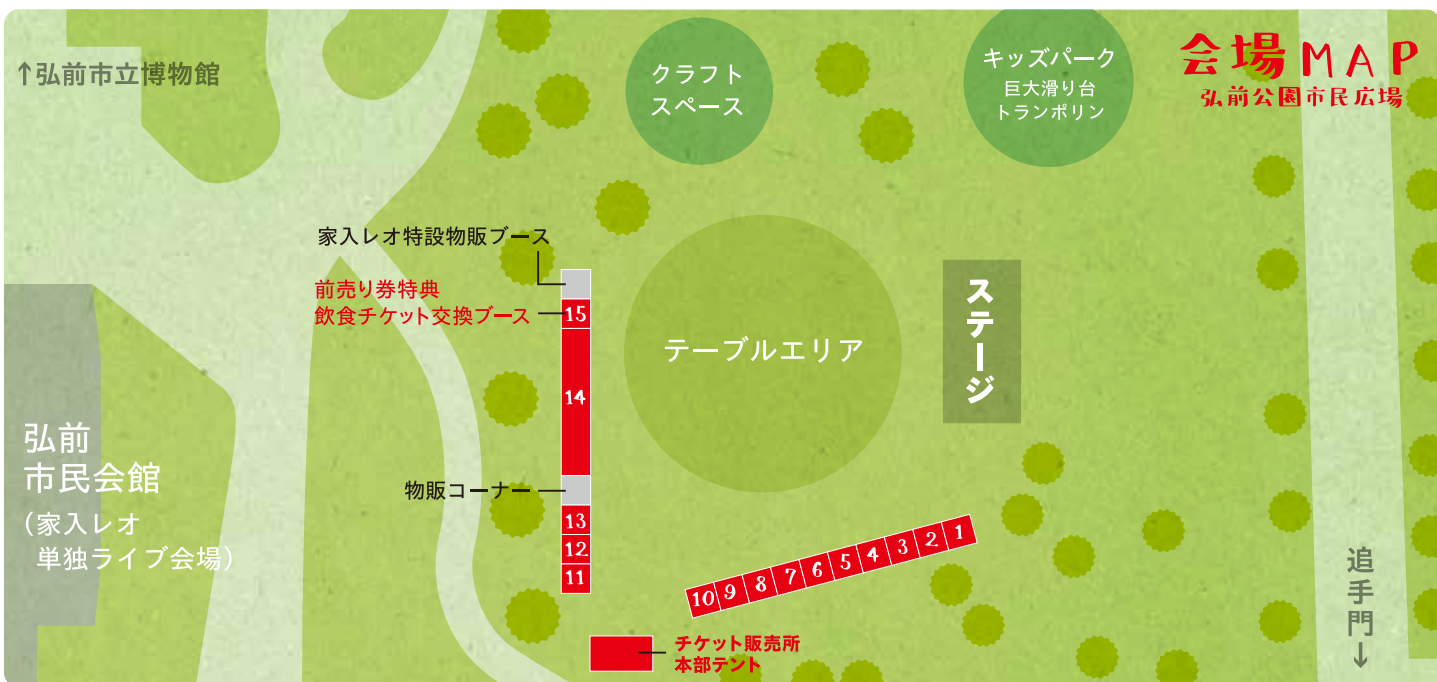 会場MAP
弘前公園市民広場
↑弘前市立博物館
クラフト
スペース
キッズパーク
巨大滑り台
トランポリン
家入レオ特設物販ブース
前売り券特典
飲食チケット交換ブース
15
14
テーブルエリア
ステージ
弘前
市民会館
(家入レオ
単独ライブ会場)
物販コーナー
13
12
11
10 9 8 7 6 5 4 3 2 1
チケット販売所
本部テント
追手門↓